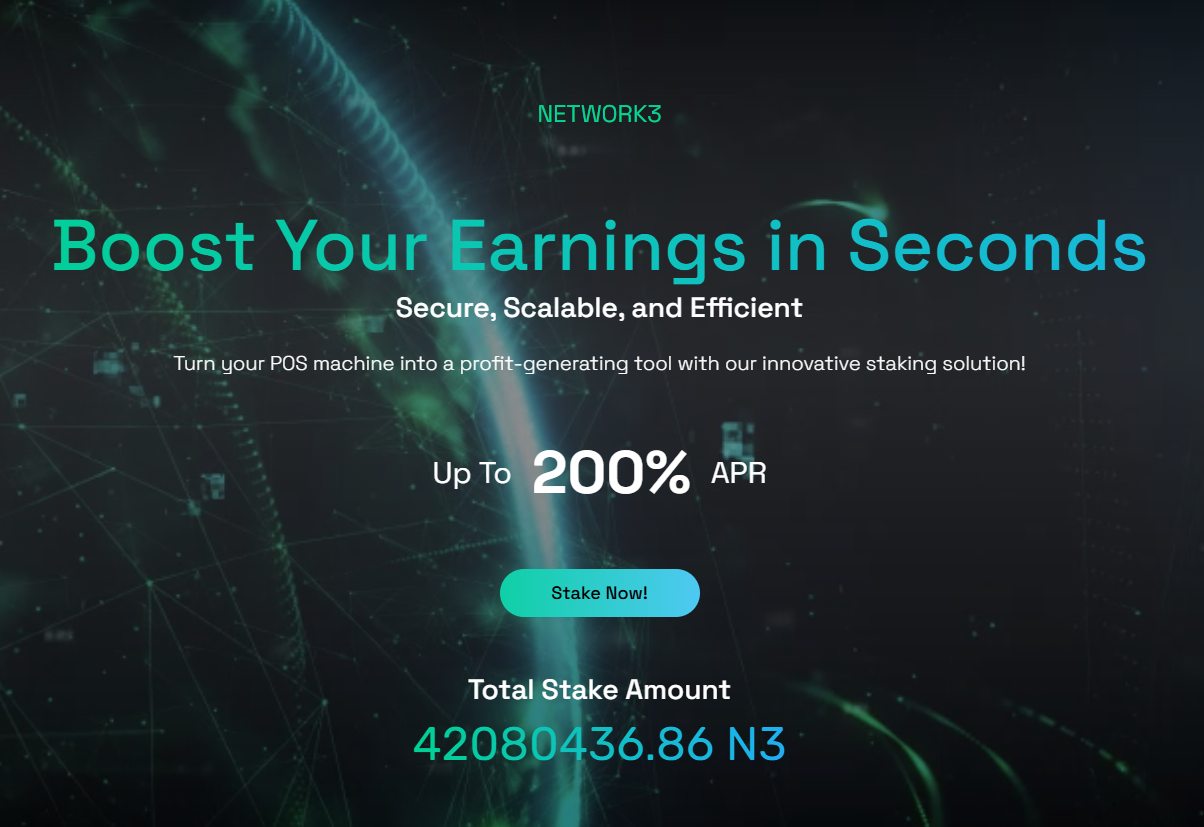 NETWORK3
Boost Your Earnings in Seconds
Secure, Scalable, and Efficient
Turn your POS machine into a profit-generating tool with our innovative staking solution!
Up To 200% APR
Stake Now!
Total Stake Amount
42080436.86 N3